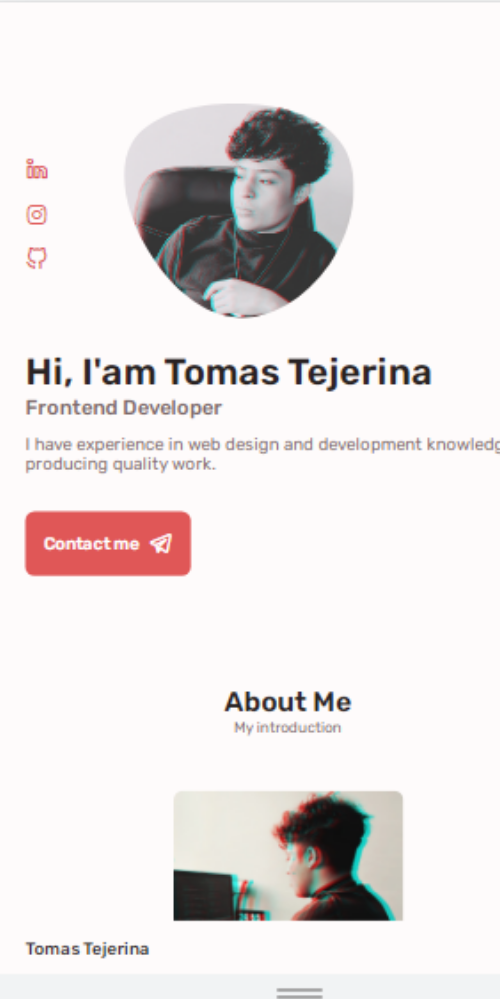 Hi, I'am Tomas Tejerina
Frontend Developer
I have experience in web design and development
producing quality work.
Contact me
About Me
My introduction
Tomas Tejerina